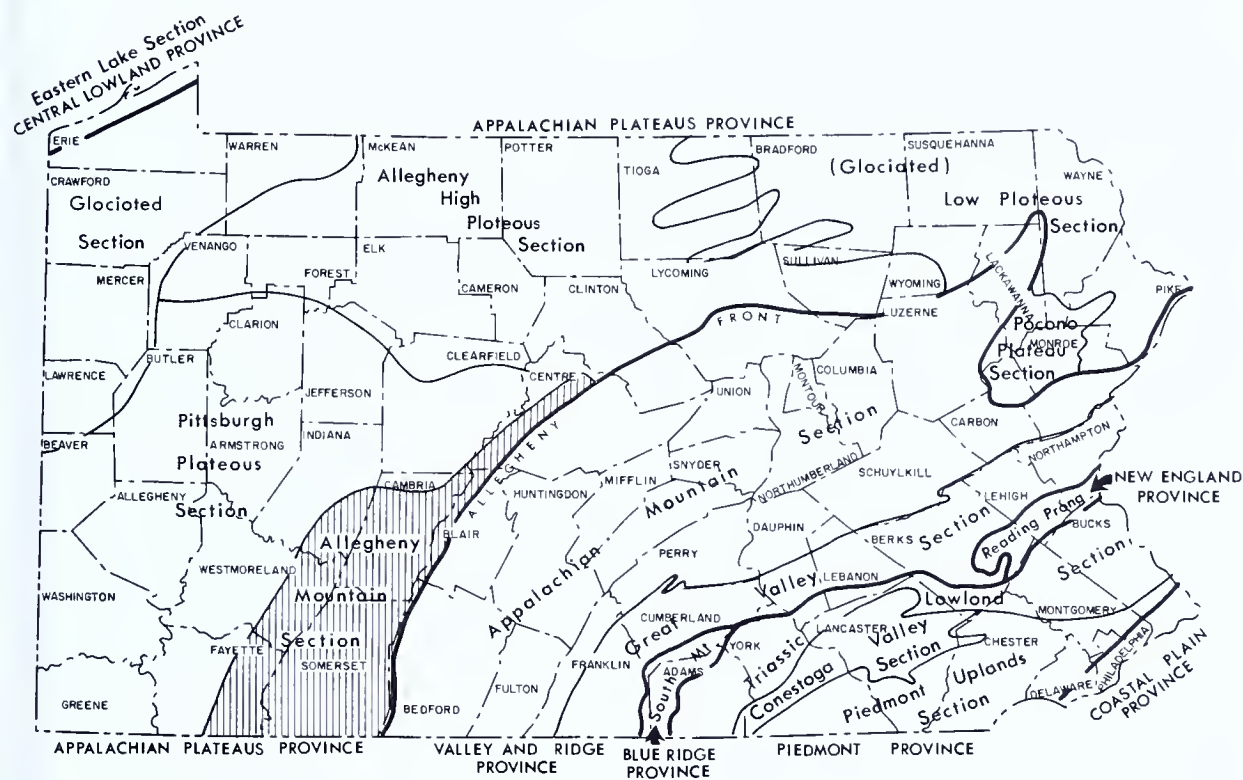 Eastern Lake Section
CENTRAL LOWLAND PROVINCE
APPALACHIAN PLATEAUS PROVINCE
ERIE
WARREN
McKEAN
POTTER
TIOGA
BRADFORD
SUSQUEHANNA
WAYNE
(Glociated)
Low Ploteous
Section
CRAWFORD
Glocioted
Section
Allegheny
High
Ploteous
Section
VENANGO
ELK
MERCER
FOREST
CAMERON
CLINTON
LYCOMING
SULLIVAN
WYOMING
LACKAWANNA
PIKE
CLARION
FRONT
LUZERNE
Pocono
MONROE
Plateau
Section
BUTLER
CLEARFIELD
CENTRE
LAWRENCE
JEFFERSON
UNION
MONTOUR
COLUMBIA
Section
CARBON
Pittsburgh
Plateous
Section
BEAVER
ARMSTRONG
INDIANA
ALLEGHENY
NORTHAMPTON
SNYDER
NORTHUMBERLAND
SCHUYLKILL
ALLEGHENY
CAMBRIA
HUNTINGDON
MIFFLIN
Appalachian
Mountain
LEHIGH
NEW ENGLAND
PROVINCE
Reading Prong
BUCKS
BLAIR
Allegheny
Mountain
Section
WESTMORELAND
PERRY
DAUPHIN
BERKS
Section
WASHINGTON
Great
Valley
LEBANON
CUMBERLAND
Triassic
Lowlond
Section
MONTGOMERY
FAYETTE
SOMERSET
FRANKLIN
ADAMS
YORK
LANCASTER
CHESTER
Conestoga
Valley
Section
PHILADELPHIA
GREENE
BEDFORD
FULTON
South Mt
Piedmont
Uplands
Section
DELAWARE
COASTAL PLAIN
PROVINCE
APPALACHIAN PLATEAUS PROVINCE
VALLEY AND RIDGE
PROVINCE
BLUE RIDGE
PROVINCE
PIEDMONT PROVINCE